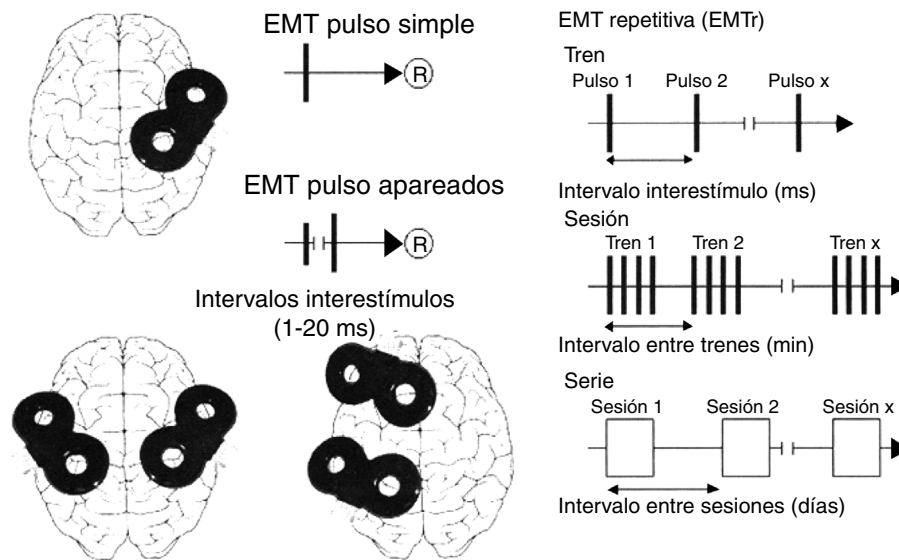 EMT pulso simple
R
EMT pulso apareados
R
Intervalos interestímulos
(1-20 ms)
EMT repetitiva (EMTr)
Tren
Pulso 1 Pulso 2 Pulso x
Intervalo interestímulo (ms)
Sesión
Tren 1 Tren 2 Tren x
Intervalo entre trenes (min)
Serie
Sesión 1 Sesión 2 Sesión x
Intervalo entre sesiones (días)